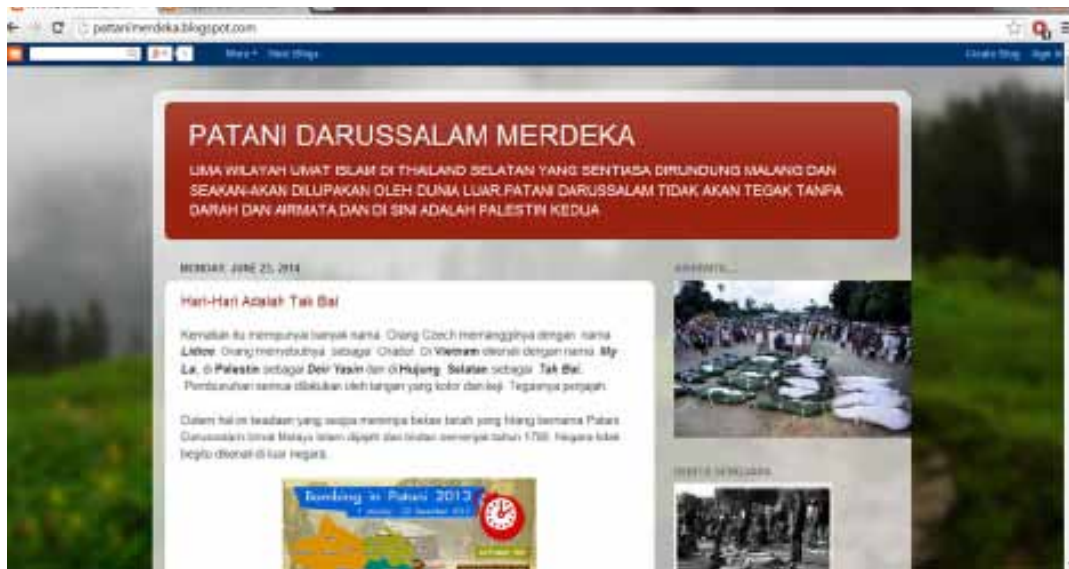 pattanimerdeka.blogspot.com
More Next Blog»
Create Blog Sign In
PATANI DARUSSALAM MERDEKA
LIMA WILAYAH UMAT ISLAM DI THAILAND SELATAN YANG SENTIASA DIRUNDUNG MALANG DAN
SEAKAN-AKAN DILUPAKAN OLEH DUNIA LUAR.PATANI DARUSSALAM TIDAK AKAN TEGAK TANPA
DARAH DAN AIRMATA.DAN DI SINI ADALAH PALESTIN KEDUA
MONDAY, JUNE 23, 2014
Hari-Hari Adalah Tak Bai
Kematian itu mempunyai banyak nama. Orang Czech memanggilnya dengan nama
Lidice. Orang menyebutnya sebagai Oradol. Di Vietnam dikenali dengan nama My
La, di Palestin sebagai Deir Yasin dan di Hujung Selatan sebagai Tak Bai.
Pembunuhan semua dilakukan oleh tangan yang kotor dan keji. Tegasnya penjajah.
Dalam hal ini keadaan yang serupa menimpa bekas tanah yang hilang bernama Patani
Darussalam Umat Melayu Islam dijajah dan ditindas semenjak tahun 1786. Negara tidak
begitu dikenali di luar negara.
Bombing in Patani 2013